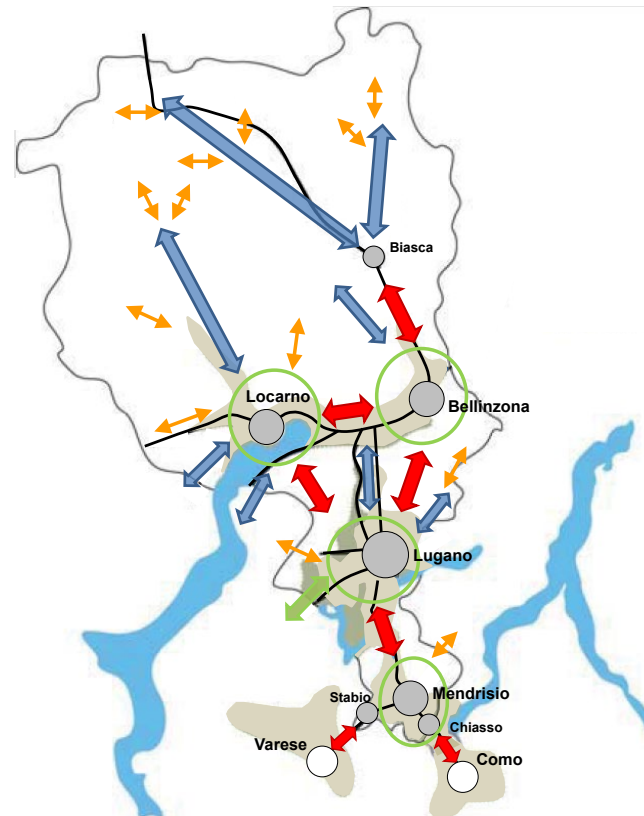 Biasca
Locarno
Bellinzona
Lugano
Stabio
Mendrisio
Chiasso
Varese
Como